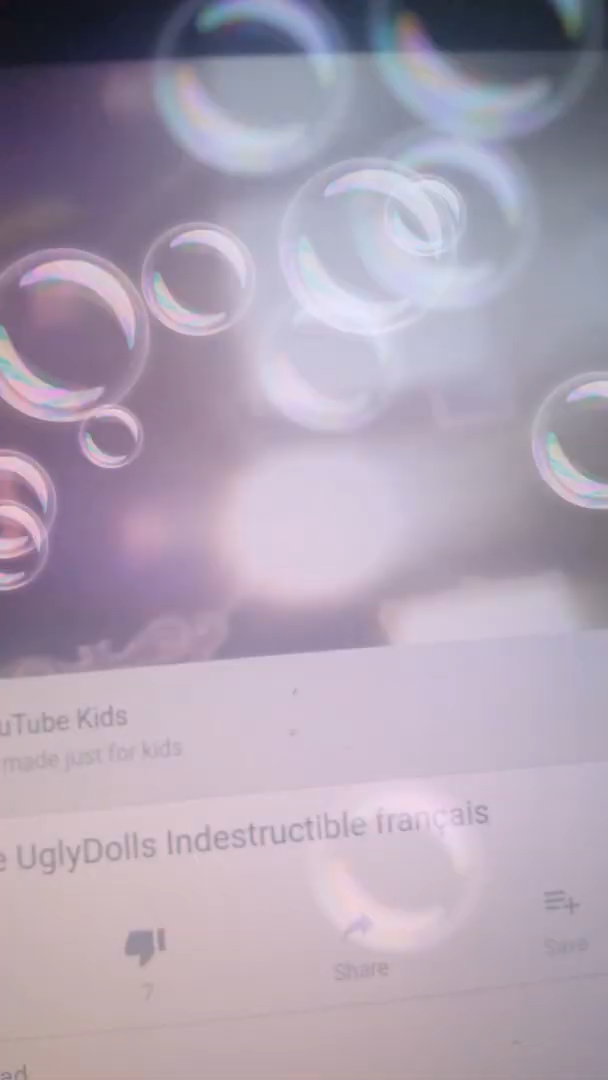 uTube Kids
made just for kids
e UglyDolls Indestructible français
7
Share
Save
ad